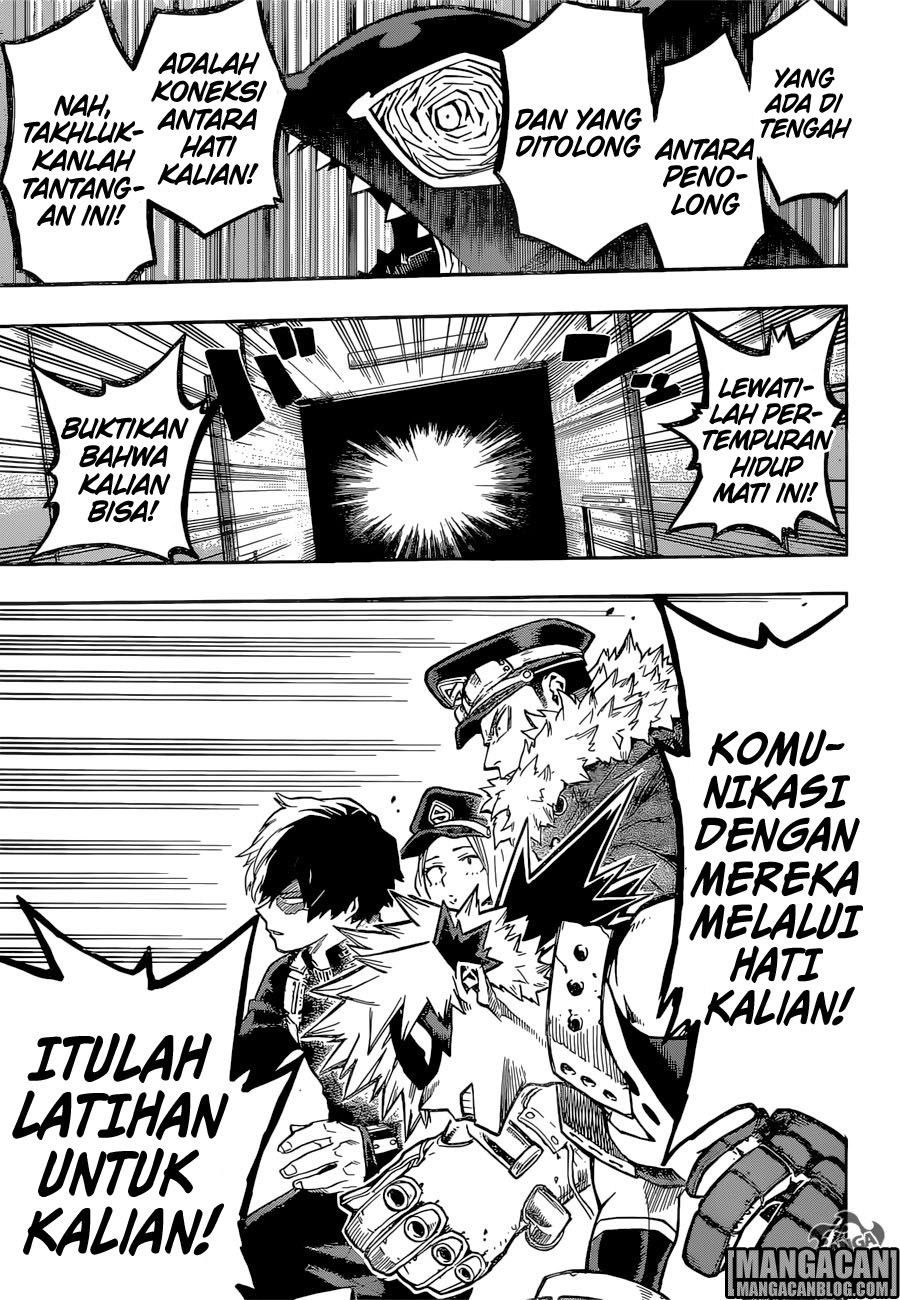 YANG
ADA DI
TENGAH
ANTARA
PENO-
LONG
DAN YANG
DITOLONG
ADALAH
KONEKSI
ANTARA
HATI
KALIAN!
NAH,
TAKHLUK-
KANLAH
TANTANG-
AN INI!
LEWATI-
LAH PER-
TEMPURAN
HIDUP
MATI INI!
BUKTIKAN
BAHWA
KALIAN
BISA!
KOMU-
NIKASI
DENGAN
MEREKA
MELALUI
HATI
KALIAN!
ITULAH
LATIHAN
UNTUK
KALIAN!
MANGACAN
MANGACANBLOG.COM